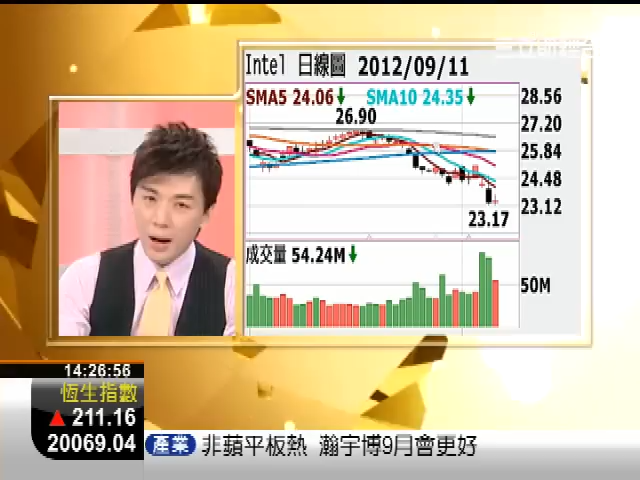 Intel 日線圖 2012/09/11
SMA5 24.06↓ SMA10 24.35↓
28.56
27.20
26.90
25.84
24.48
23.12
23.17
成交量 54.24M↓
50M
14:26:56
恆生指數
▲ 211.16
20069.04
產業 非蘋平板熱 瀚宇博9月會更好